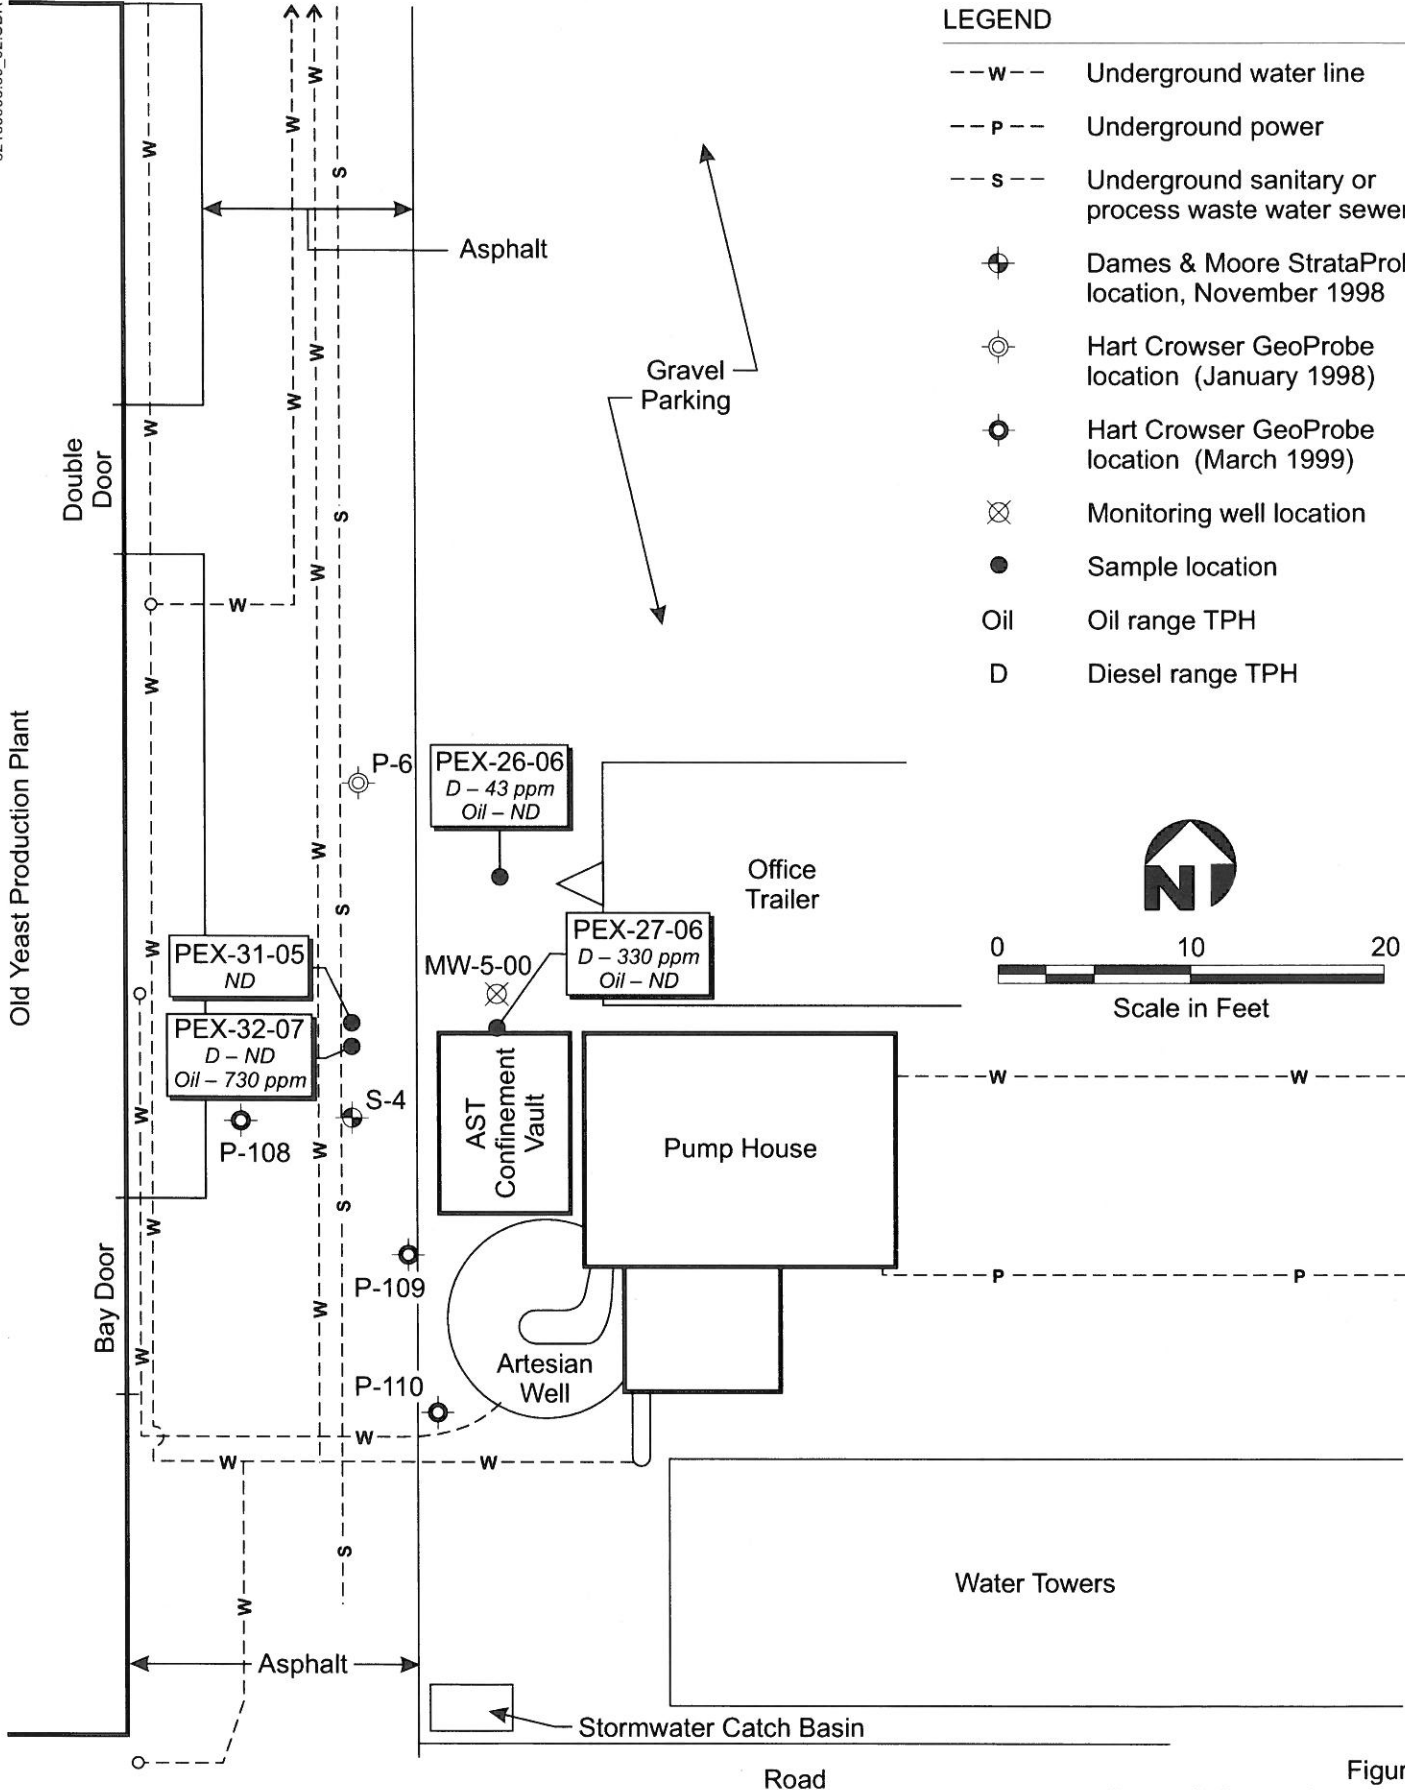 LEGEND
W
Underground water line
P
Underground power
S
Underground sanitary or
process waste water sewer
Dames & Moore
location, November 1998
Hart Crowser GeoProbe
location (January 1998)
Hart Crowser GeoProbe
location (March 1999)
Monitoring well location
Sample location
Oil
Oil range TPH
D
Diesel range TPH
W
W
W
S
W
Asphalt
W
W
W
S
W
W
W
Gravel
Parking
Double
Door
Old Yeast Production Plant
P-6
PEX-26-06
D – 43 ppm
Oil – ND
W
S
W
Office
Trailer
N
0
10
20
Scale in Feet
PEX-31-05
ND
MW-5-00
PEX-27-06
D – 330 ppm
Oil – ND
PEX-32-07
D – ND
Oil – 730 ppm
W
S-4
P-108
W
AST
Confinement
Vault
Pump House
W
W
S
W
Bay Door
P-109
P
P
W
W
Artesian
Well
P-110
W
W
W
S
W
Water Towers
Asphalt
Stormwater Catch Basin
Road